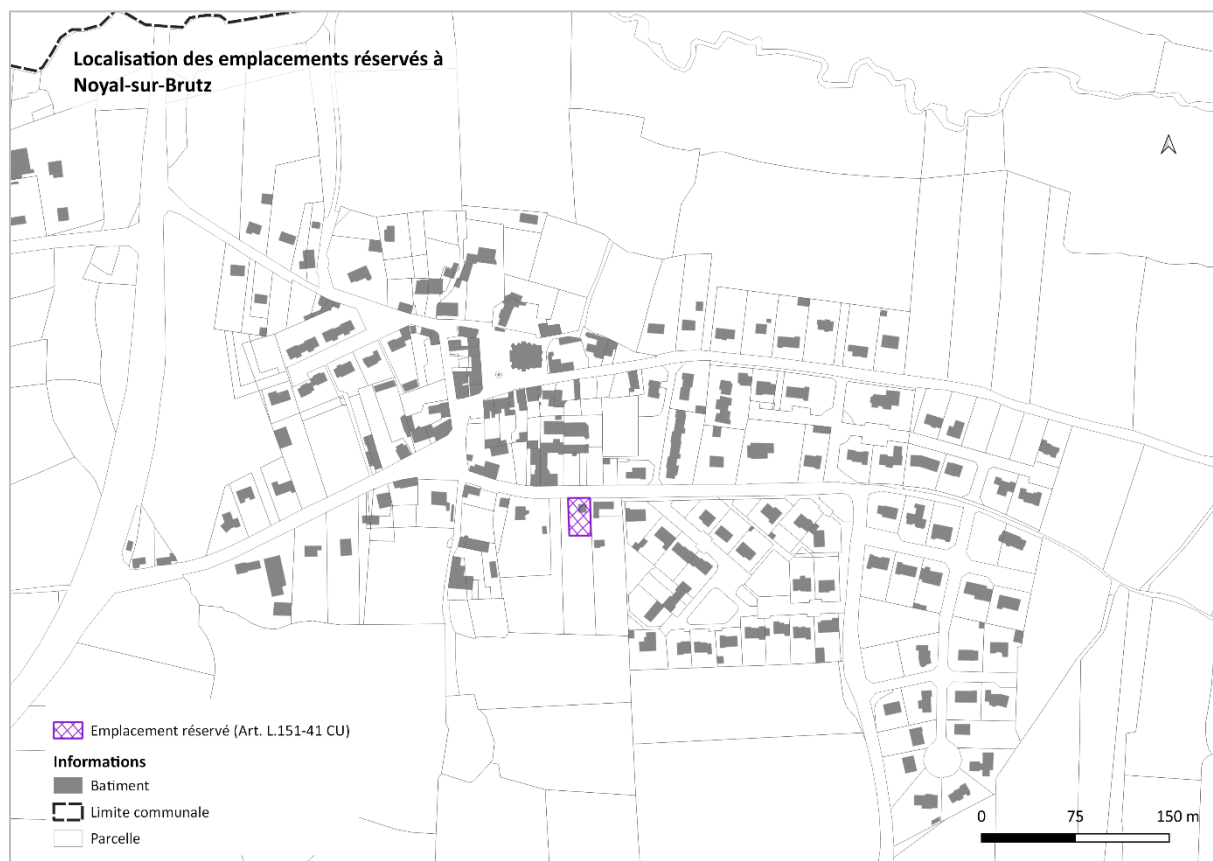 Localisation des emplacements réservés à
Noyal-sur-Brutz
Emplacement réservé (Art. L.151-41 CU)
Informations
Batiment
Limite communale
Parcelle
0 75 150 m